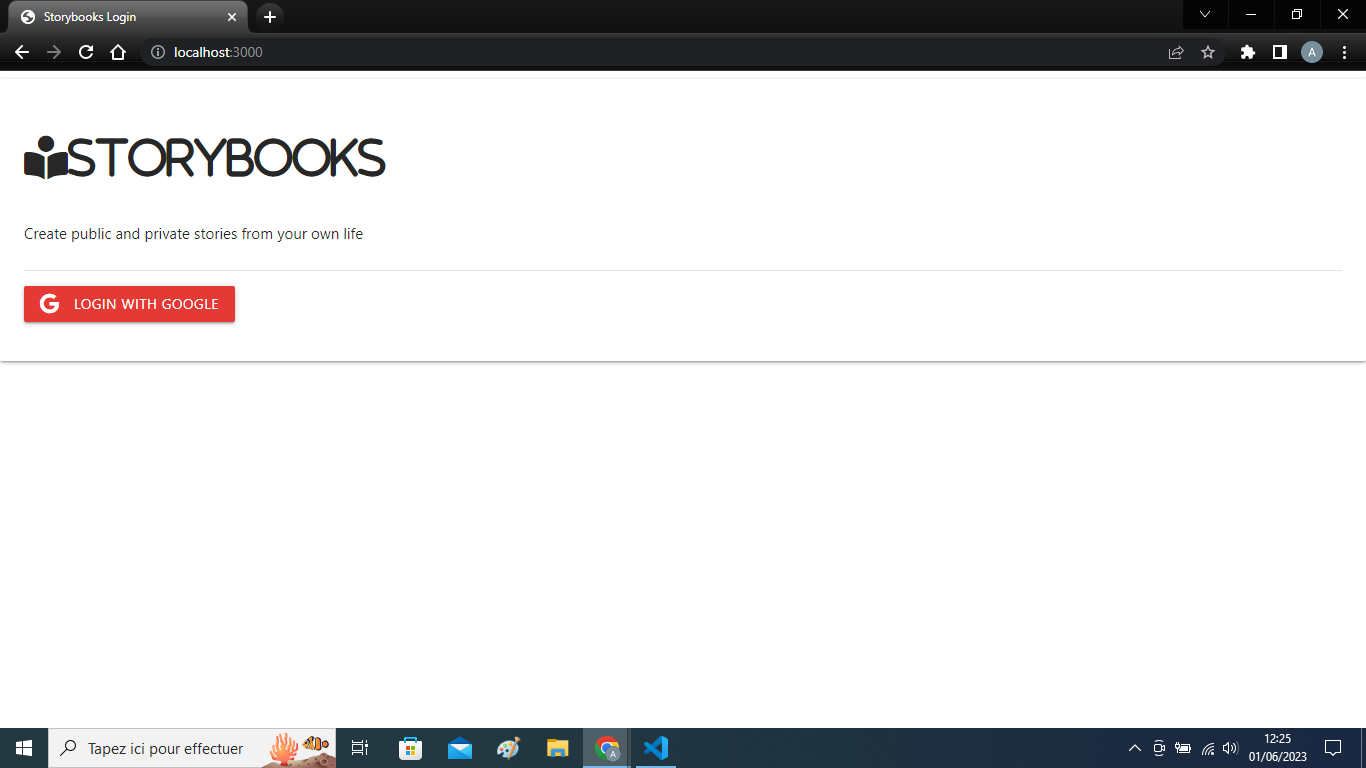 Storybooks Login
localhost:3000
A
STORYBOOKS
Create public and private stories from your own life
G LOGIN WITH GOOGLE
Tapez ici pour effectuer
A
12:25
01/06/2023